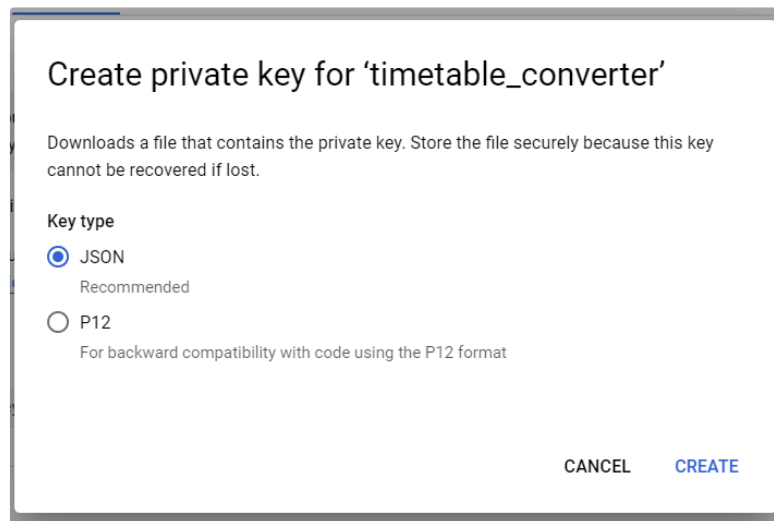 Create private key for ‘timetable_converter’
Downloads a file that contains the private key. Store the file securely because this key
cannot be recovered if lost.
Key type
JSON
Recommended
P12
For backward compatibility with code using the P12 format
CANCEL
CREATE